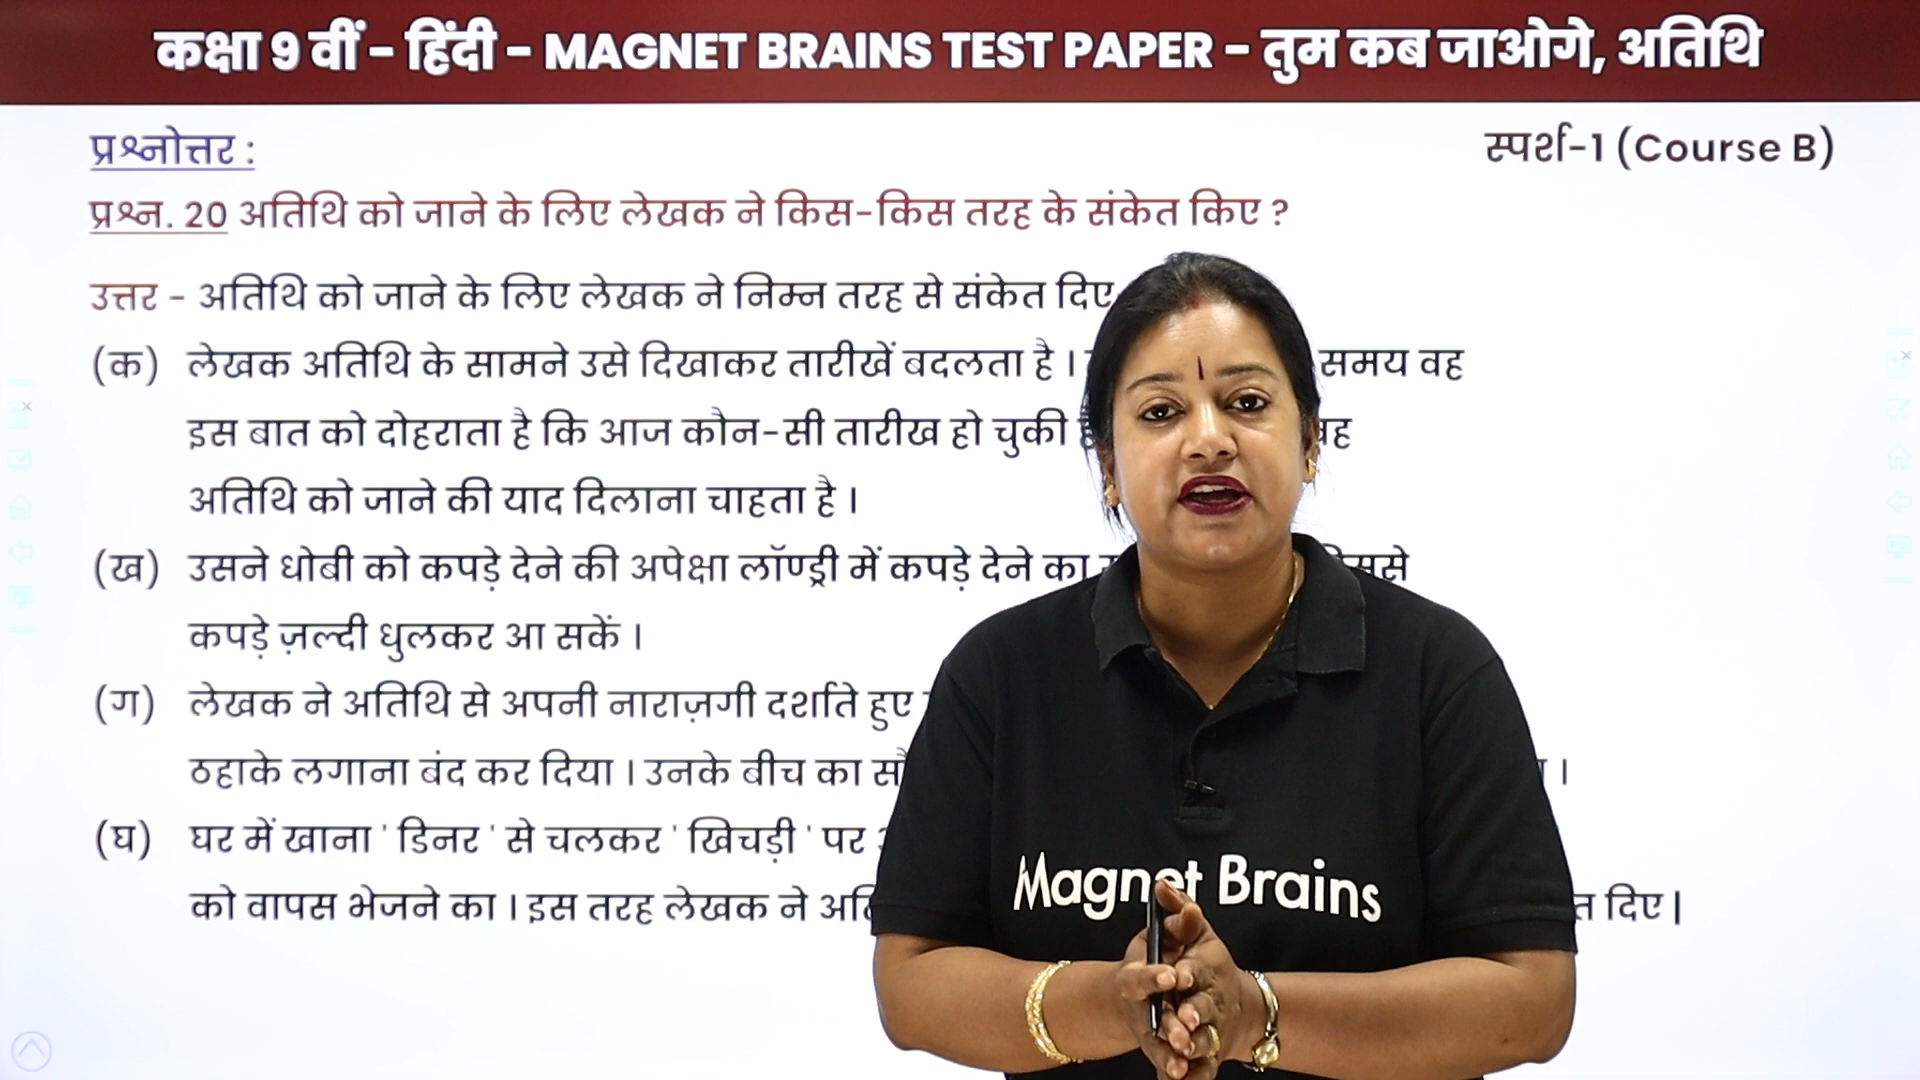 कक्षा 9 वीं - हिंदी - MAGNET BRAINS TEST PAPER - तुम कब जाओगे, अतिथि
प्रश्नोत्तर :
स्पर्श-1 (Course B)
प्रश्न. 20 अतिथि को जाने के लिए लेखक ने किस-किस तरह के संकेत किए ?
उत्तर - अतिथि को जाने के लिए लेखक ने निम्न तरह से संकेत दिए
(क) लेखक अतिथि के सामने उसे दिखाकर तारीखें बदलता है । समय वह
इस बात को दोहराता है कि आज कौन-सी तारीख हो चुकी
अतिथि को जाने की याद दिलाना चाहता है ।
(ख) उसने धोबी को कपड़े देने की अपेक्षा लॉण्ड्री में कपड़े देने का
कपड़े ज़ल्दी धुलकर आ सकें ।
(ग) लेखक ने अतिथि से अपनी नाराज़गी दर्शाते हुए
ठहाके लगाना बंद कर दिया । उनके बीच का ।
(घ) घर में खाना ' डिनर ' से चलकर ' खिचड़ी ' पर
को वापस भेजने का । इस तरह लेखक ने दिए |
Magnet Brains